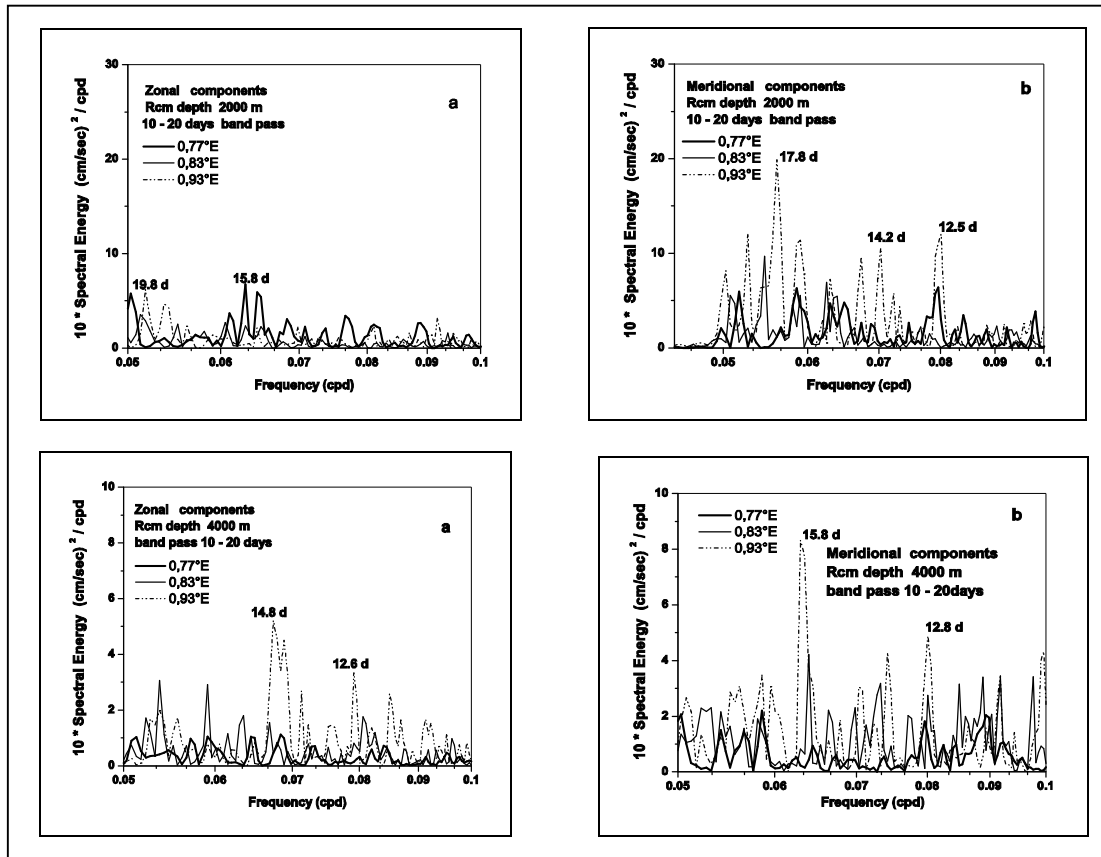 30
20
10
0
10 * Spectral Energy (cm/sec) ² / cpd
Zonal components
Rcm depth 2000 m
10 - 20 days band pass
0,77°E
0,83°E
0,93°E
a
19.8 d
15.8 d
0.05
0.06
0.07
0.08
0.09
0.1
Frequency (cpd)
30
20
10
0
10 * Spectral Energy (cm/sec) ² / cpd
Meridional components
Rcm depth 2000 m
10 - 20 days band pass
0,77°E
0,83°E
0,93°E
b
17.8 d
14.2 d
12.5 d
0.05
0.06
0.07
0.08
0.09
0.1
Frequency (cpd)
10
8
6
4
2
0
10 * Spectral Energy (cm/sec) ² / cpd
Zonal components
Rcm depth 4000 m
band pass 10 - 20 days
0,77°E
0,83°E
0,93°E
a
14.8 d
12.6 d
0.05
0.06
0.07
0.08
0.09
0.1
Frequency (cpd)
10
8
6
4
2
0
10 * Spectral Energy (cm/sec) ² / cpd
0,77°E
0,83°E
0,93°E
b
15.8 d
Meridional components
Rcm depth 4000 m
band pass 10 - 20days
12.8 d
0.05
0.06
0.07
0.08
0.09
0.1
Frequency (cpd)